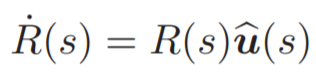 Ṙ(s) = R(s)û(s)